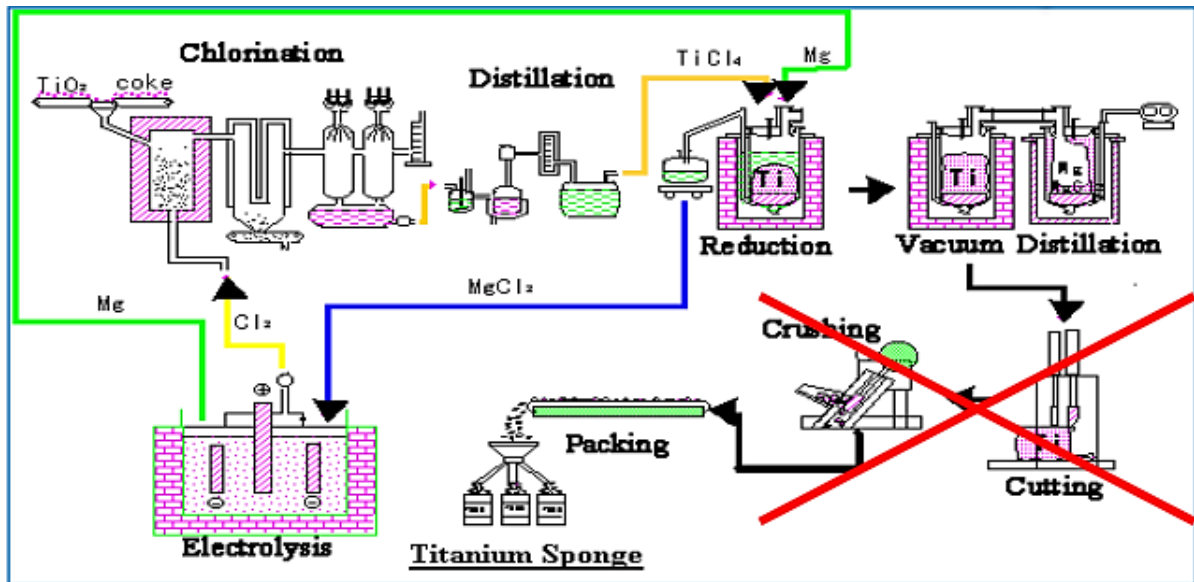 Chlorination
TiO₂ coke
Distillation
TiCl₄
Mg
Ti
Reduction
Ti
Vacuum Distillation
MgCl₂
Mg
Cl₂
Crushing
Ti
Cutting
Packing
Electrolysis
Titanium Sponge